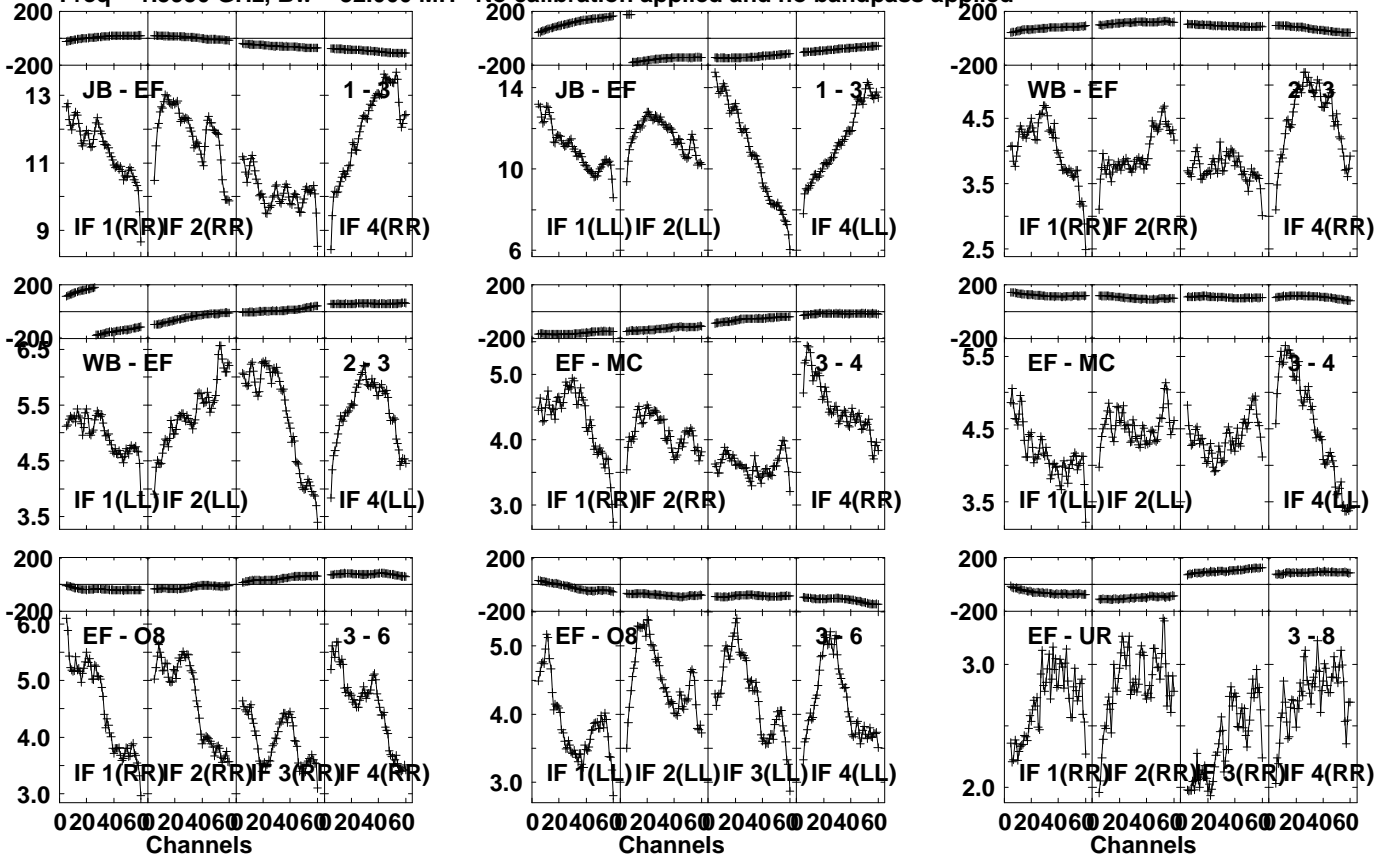 calibration applied and no bandpass applied
200
-200
13
11
9
JB - EF
1 - 3
IF 1(RR) IF 2(RR) IF 4(RR)
200
-200
14
10
6
JB - EF
1 - 3
IF 1(LL) IF 2(LL) IF 4(LL)
200
-200
4.5
3.5
2.5
WB - EF
2 - 3
IF 1(RR) IF 2(RR) IF 4(RR)
200
-200
6.5
5.5
4.5
3.5
WB - EF
2 - 3
IF 1(LL) IF 2(LL) IF 4(LL)
200
-200
5.0
4.0
3.0
EF - MC
3 - 4
IF 1(RR) IF 2(RR) IF 4(RR)
200
-200
5.5
4.5
3.5
EF - MC
3 - 4
IF 1(LL) IF 2(LL) IF 4(LL)
200
-200
6.0
5.0
4.0
3.0
EF - O8
3 - 6
IF 1(RR) IF 2(RR) IF 3(RR) IF 4(RR)
0 20 40 60 0 20 40 60 0 20 40 60 0 20 40 60
Channels
200
-200
5.0
4.0
3.0
EF - O8
3 - 6
IF 1(LL) IF 2(LL) IF 3(LL) IF 4(LL)
0 20 40 60 0 20 40 60 0 20 40 60 0 20 40 60
Channels
200
-200
3.0
2.0
EF - UR
3 - 8
IF 1(RR) IF 2(RR) IF 3(RR) IF 4(RR)
0 20 40 60 0 20 40 60 0 20 40 60 0 20 40 60
Channels